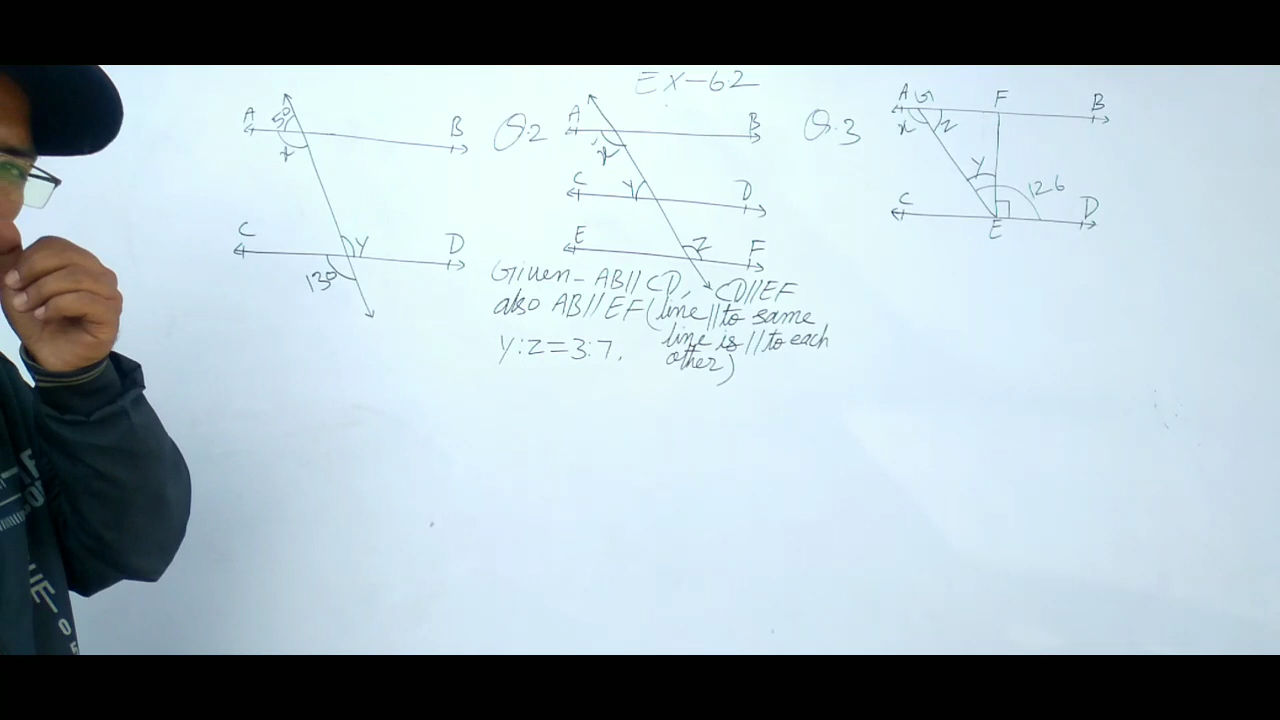 EX-6.2
A
50
B
x
C
y
D
130
Q.2
A
B
x
C
y
D
E
z
F
Given - AB//CD, CD//EF
also AB//EF (line || to same
line is // to each
other)
y:z=3:7.
Q.3
A G F B
x z
y
126
C
E
D